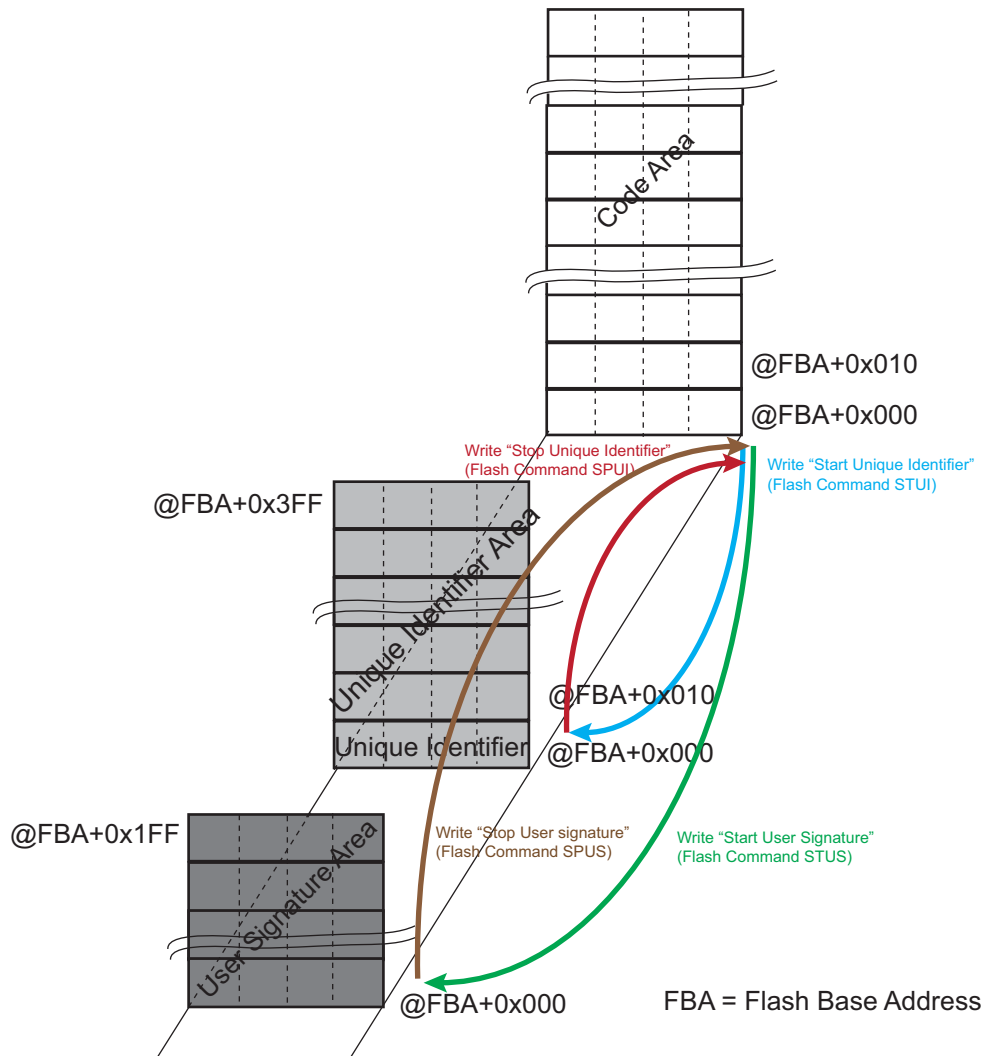 Code Area
@FBA+0x010
@FBA+0x000
Write “Stop Unique Identifier”
(Flash Command SPUI)
Write “Start Unique Identifier”
(Flash Command STUI)
@FBA+0x3FF
Unique Identifier Area
@FBA+0x010
Unique Identifier
@FBA+0x000
@FBA+0x1FF
User Signature Area
Write “Stop User signature”
(Flash Command SPUS)
Write “Start User Signature”
(Flash Command STUS)
@FBA+0x000
FBA = Flash Base Address